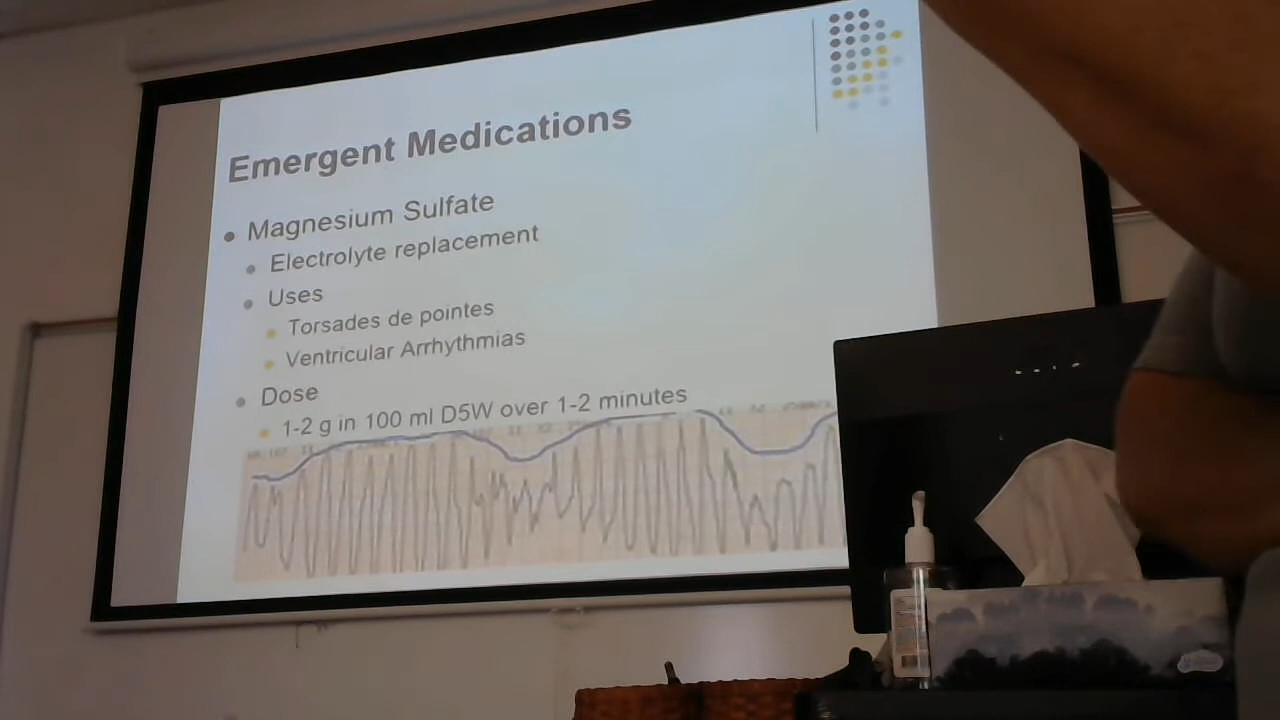 Emergent Medications
Magnesium Sulfate
Electrolyte replacement
Uses
Torsades de pointes
Ventricular Arrhythmias
Dose
1-2 g in 100 ml D5W over 1-2 minutes